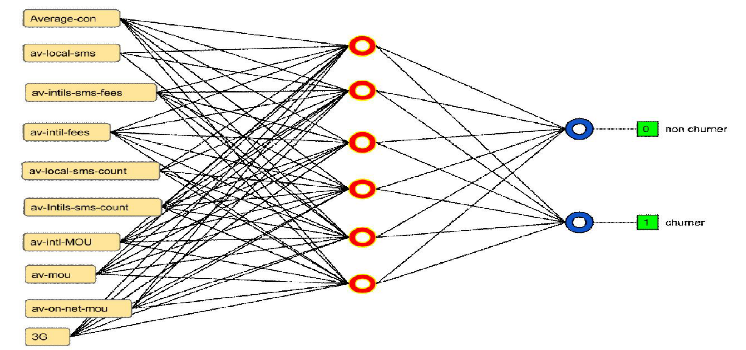 Average-con
av-local-sms
av-intils-sms-fees
av-intil-fees
av-local-sms-count
av-Intils-sms-count
av-intl-MOU
av-mou
av-on-net-mou
3G
0 non churner
1 churner